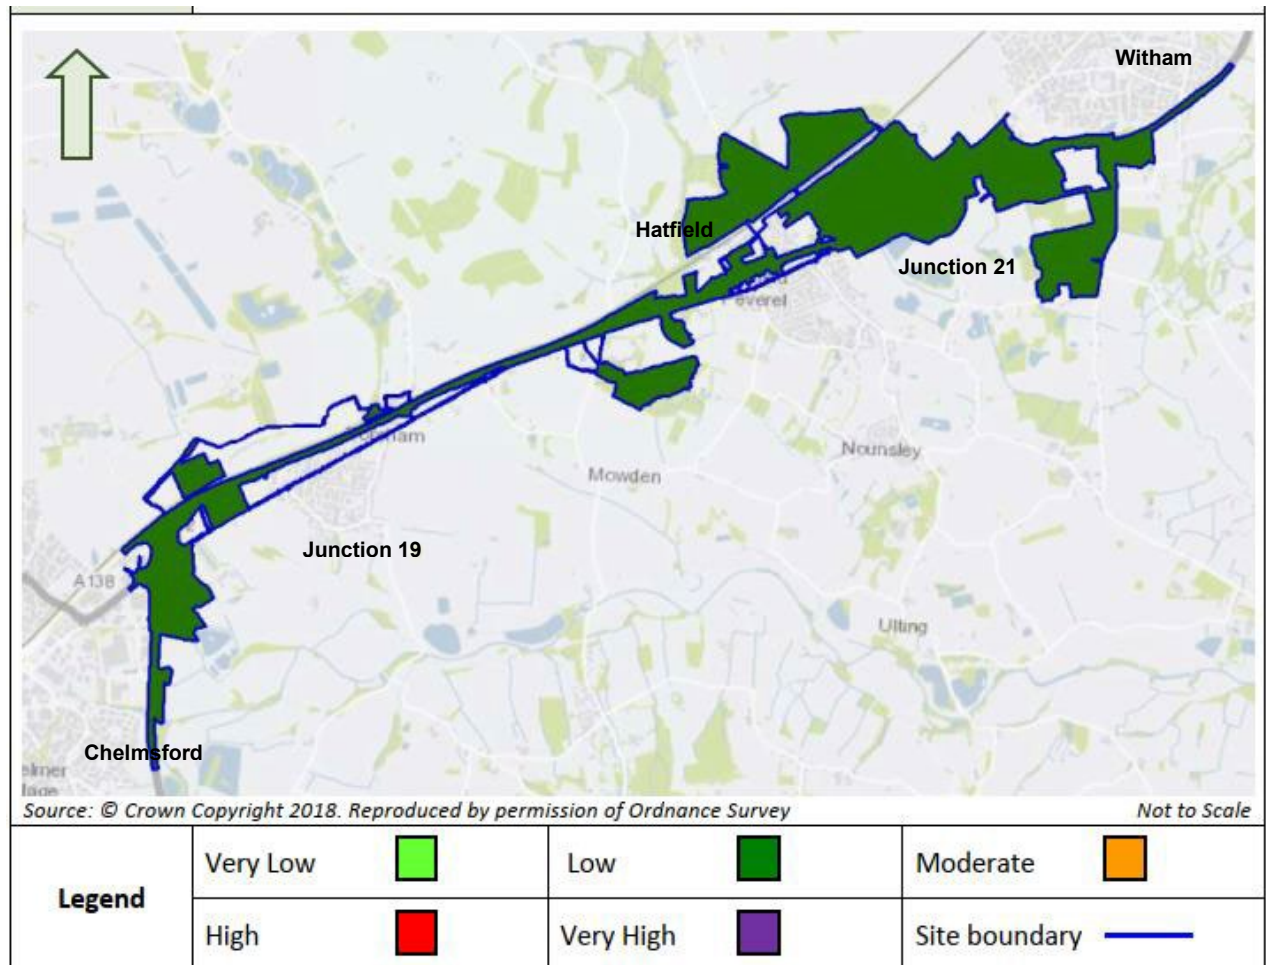 Witham
Hatfield
Junction 21
Peverel
Nounsley
Mowden
Junction 19
A138
Ulting
Chelmsford
Source: © Crown Copyright 2018. Reproduced by permission of Ordnance Survey
Not to Scale
Legend
Very Low
Low
Moderate
High
Very High
Site boundary